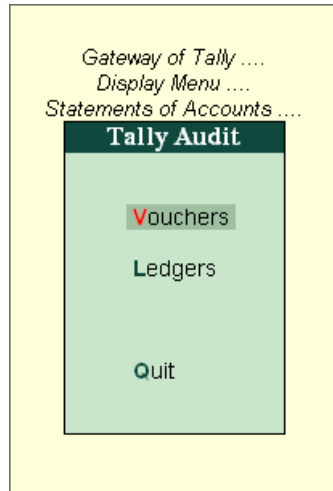 Gateway of Tally ....
Display Menu ....
Statements of Accounts ....
Tally Audit
Vouchers
Ledgers
Quit